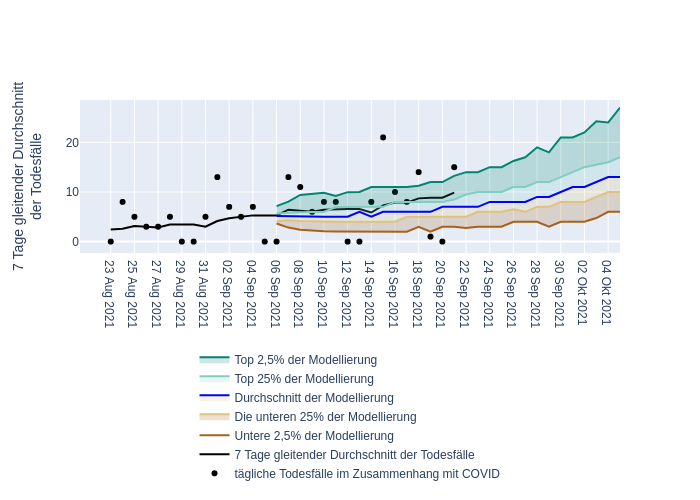 7 Tage gleitender Durchschnitt
der Todesfälle
20
10
0
23 Aug 2021
25 Aug 2021
27 Aug 2021
29 Aug 2021
31 Aug 2021
02 Sep 2021
04 Sep 2021
06 Sep 2021
08 Sep 2021
10 Sep 2021
12 Sep 2021
14 Sep 2021
16 Sep 2021
18 Sep 2021
20 Sep 2021
22 Sep 2021
24 Sep 2021
26 Sep 2021
28 Sep 2021
30 Sep 2021
02 Okt 2021
04 Okt 2021
Top 2,5% der Modellierung
Top 25% der Modellierung
Durchschnitt der Modellierung
Die unteren 25% der Modellierung
Untere 2,5% der Modellierung
7 Tage gleitender Durchschnitt der Todesfälle
tägliche Todesfälle im Zusammenhang mit COVID